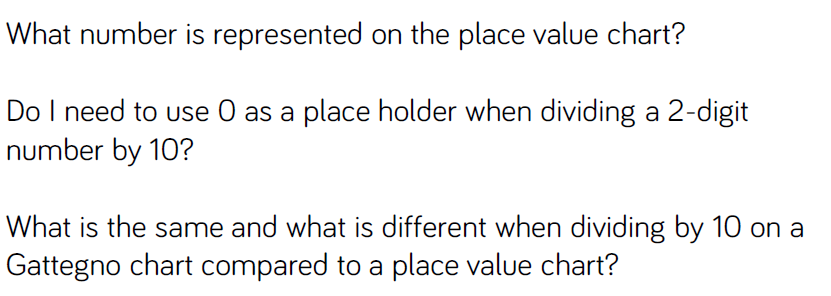 What number is represented on the place value chart?
Do I need to use 0 as a place holder when dividing a 2-digit
number by 10?
What is the same and what is different when dividing by 10 on a
Gattegno chart compared to a place value chart?